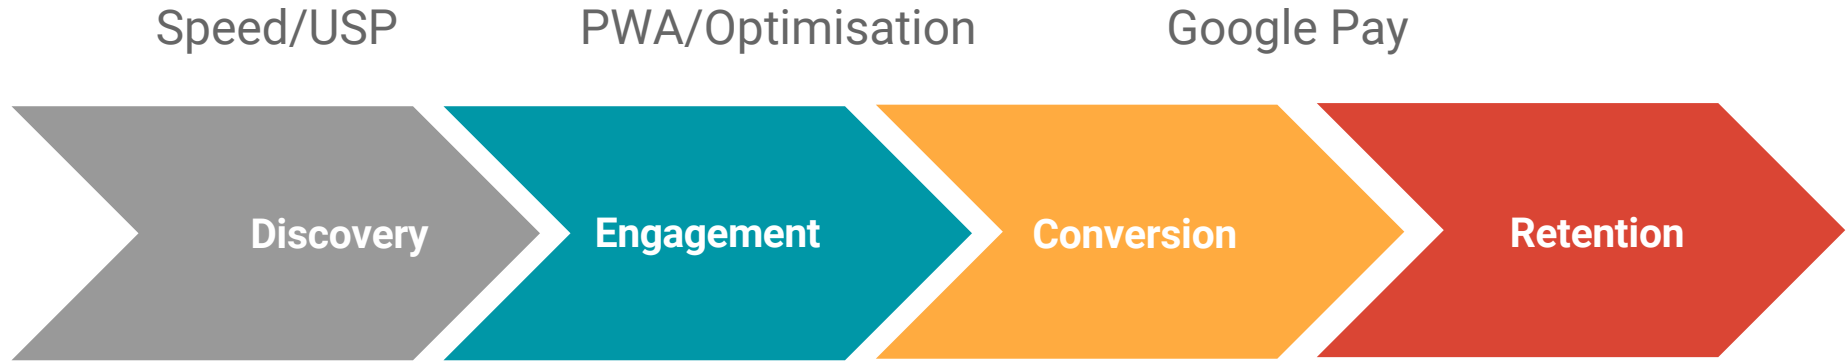 Speed/USP PWA/Optimisation Google Pay
Discovery Engagement Conversion Retention